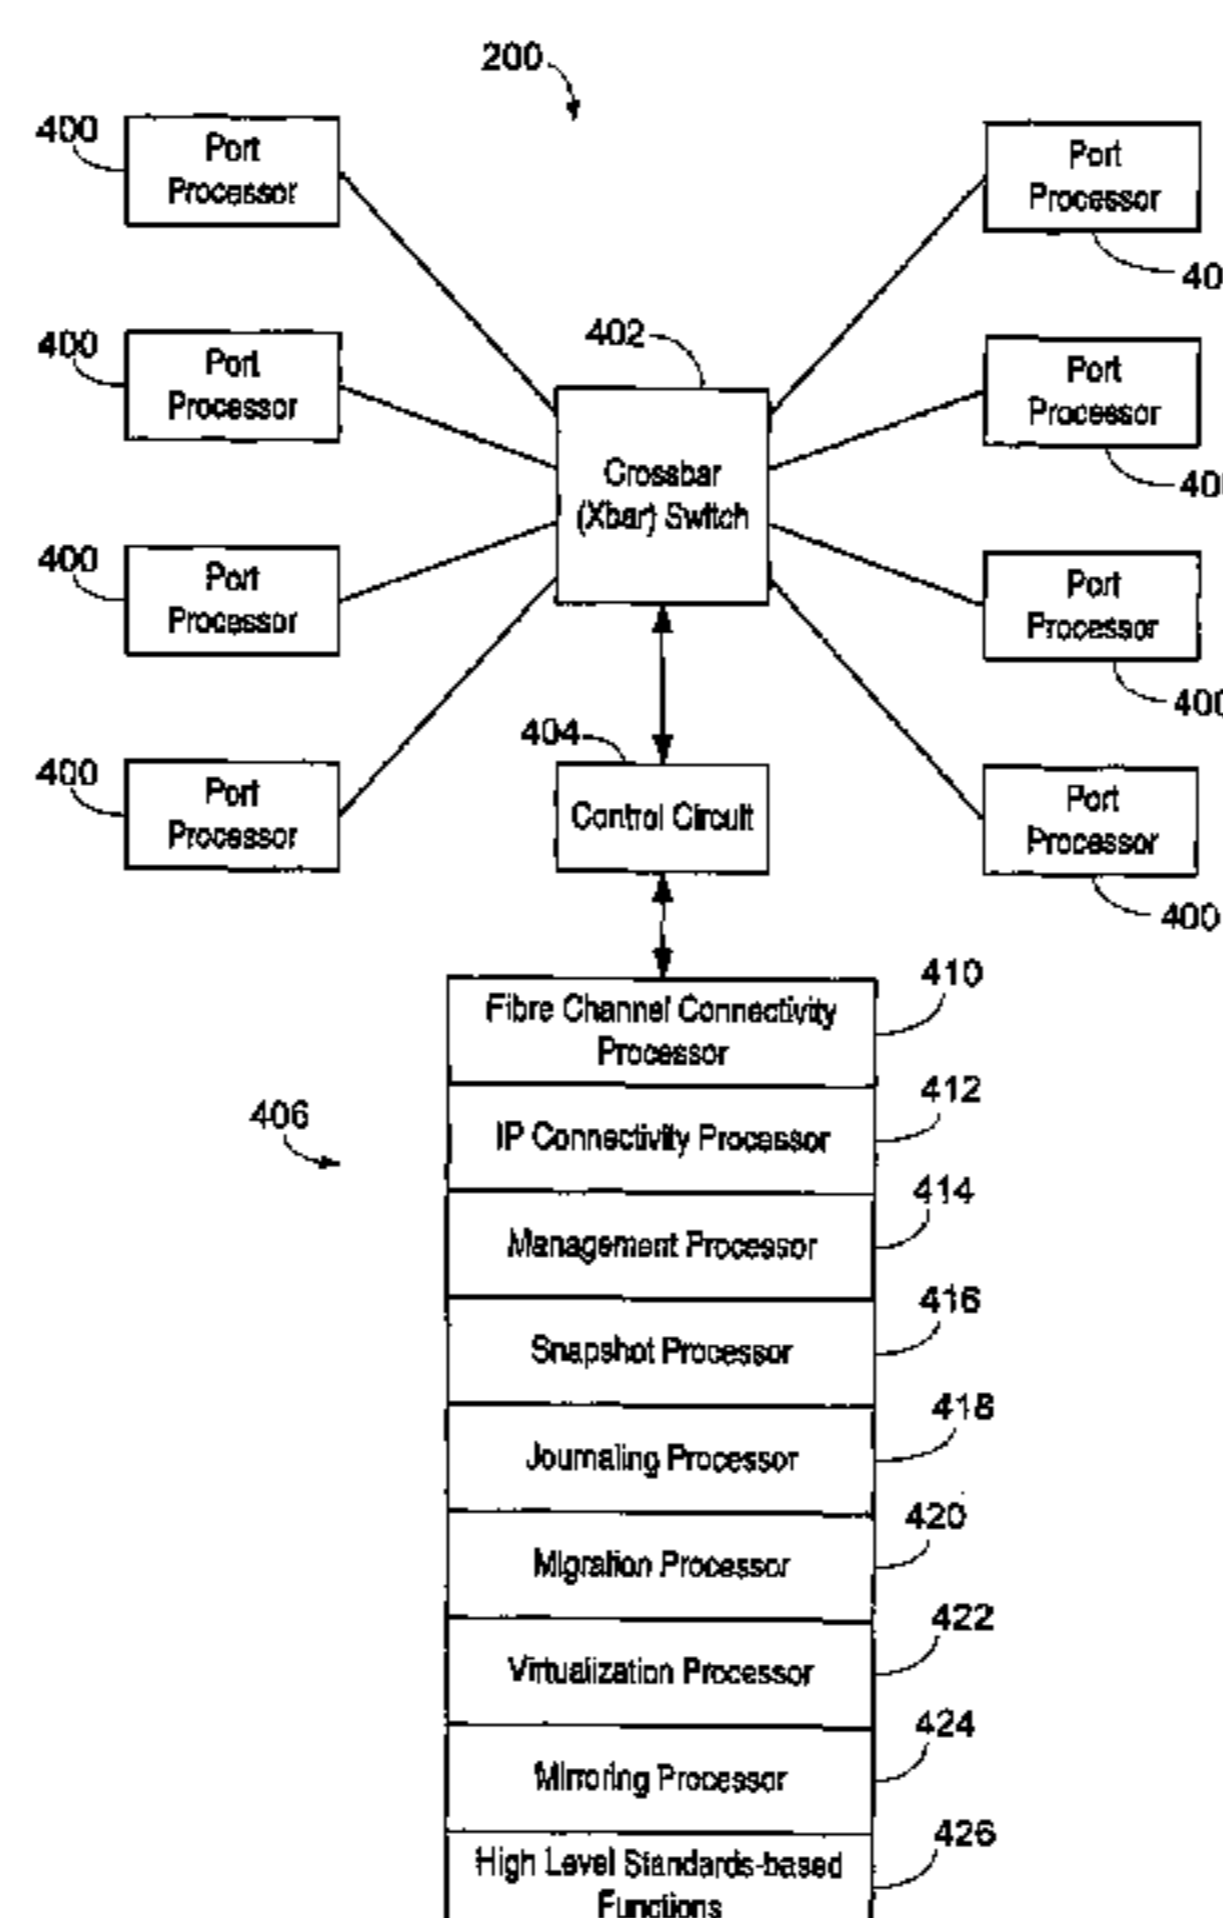 200
400
Port
Processor
Port
Processor
40
402
400
Port
Processor
Port
Processor
400
Crossbar
(Xbar) Switch
400
Port
Processor
Port
Processor
400
404
400
Port
Processor
Control Circuit
Port
Processor
400
410
Fibre Channel Connectivity
Processor
406
412
IP Connectivity Processor
414
Management Processor
416
Snapshot Processor
418
Journaling Processor
420
Migration Processor
422
Virtualization Processor
424
Mirroring Processor
426
High Level Standards-based
Functions